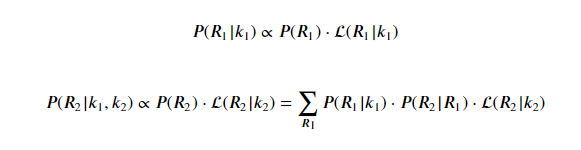 P(R₁|k₁) ∝ P(R₁) · ℒ(R₁|k₁)
P(R₂|k₁, k₂) ∝ P(R₂) · ℒ(R₂|k₂) = ∑_{R₁} P(R₁|k₁) · P(R₂|R₁) · ℒ(R₂|k₂)